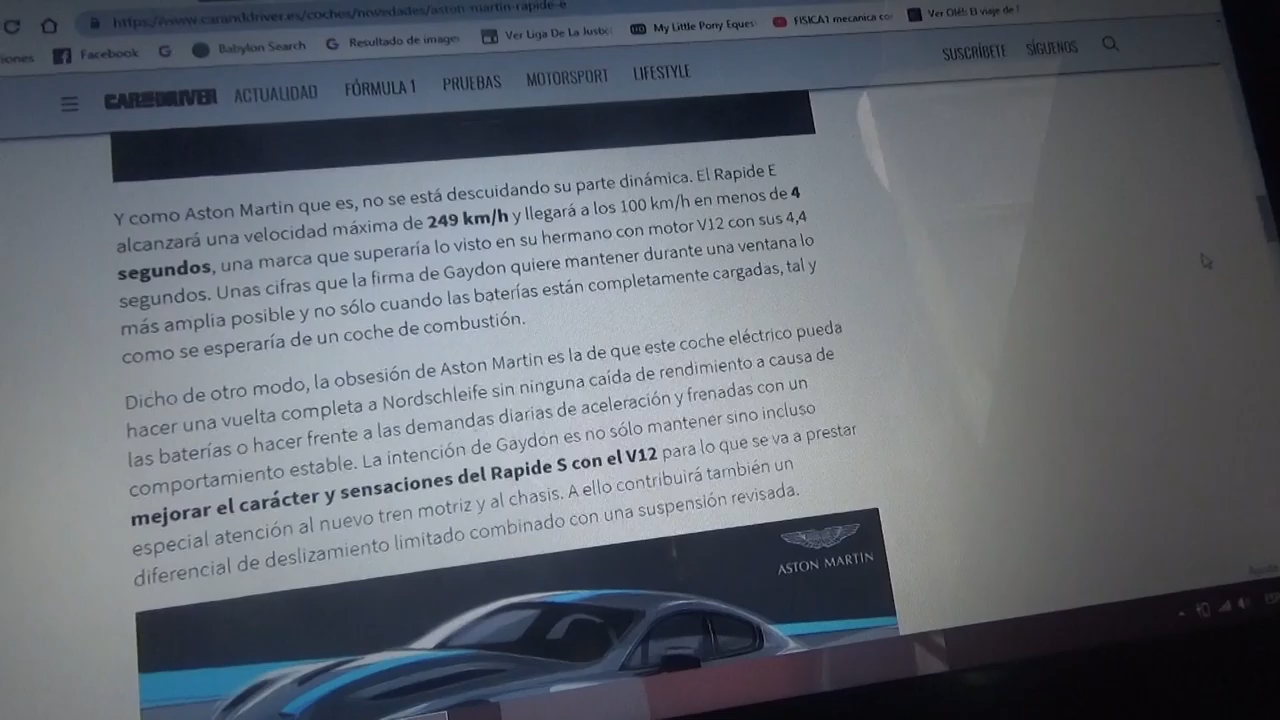 https://www.caranddriver.es/coches/novedades/aston-martin-rapide-e
iones Facebook Babylon Search Resultado de image Ver Liga De La Justic My Little Pony Eques FISICA1 mecanica co Ver Olé!: El viaje de
CAR AND DRIVER ACTUALIDAD FÓRMULA 1 PRUEBAS MOTORSPORT LIFESTYLE SUSCRÍBETE SÍGUENOS
Y como Aston Martin que es, no se está descuidando su parte dinámica. El Rapide E
alcanzará una velocidad máxima de 249 km/h y llegará a los 100 km/h en menos de 4
segundos, una marca que superaría lo visto en su hermano con motor V12 con sus 4,4
segundos. Unas cifras que la firma de Gaydon quiere mantener durante una ventana lo
más amplia posible y no sólo cuando las baterías están completamente cargadas, tal y
como se esperaría de un coche de combustión.
Dicho de otro modo, la obsesión de Aston Martin es la de que este coche eléctrico pueda
hacer una vuelta completa a Nordschleife sin ninguna caída de rendimiento a causa de
las baterías o hacer frente a las demandas diarias de aceleración y frenadas con un
comportamiento estable. La intención de Gaydon es no sólo mantener sino incluso
mejorar el carácter y sensaciones del Rapide S con el V12 para lo que se va a prestar
especial atención al nuevo tren motriz y al chasis. A ello contribuirá también un
diferencial de deslizamiento limitado combinado con una suspensión revisada.
ASTON MARTIN